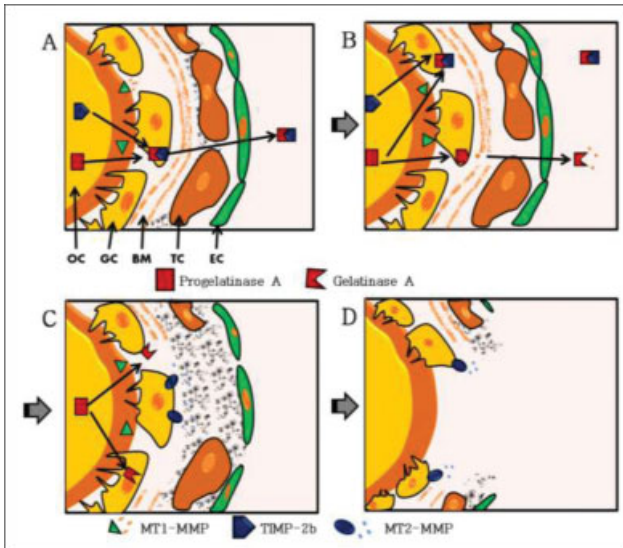 A
B
OC GC BM TC EC
Progelatinase A Gelatinase A
C
D
MT1-MMP TIMP-2b MT2-MMP